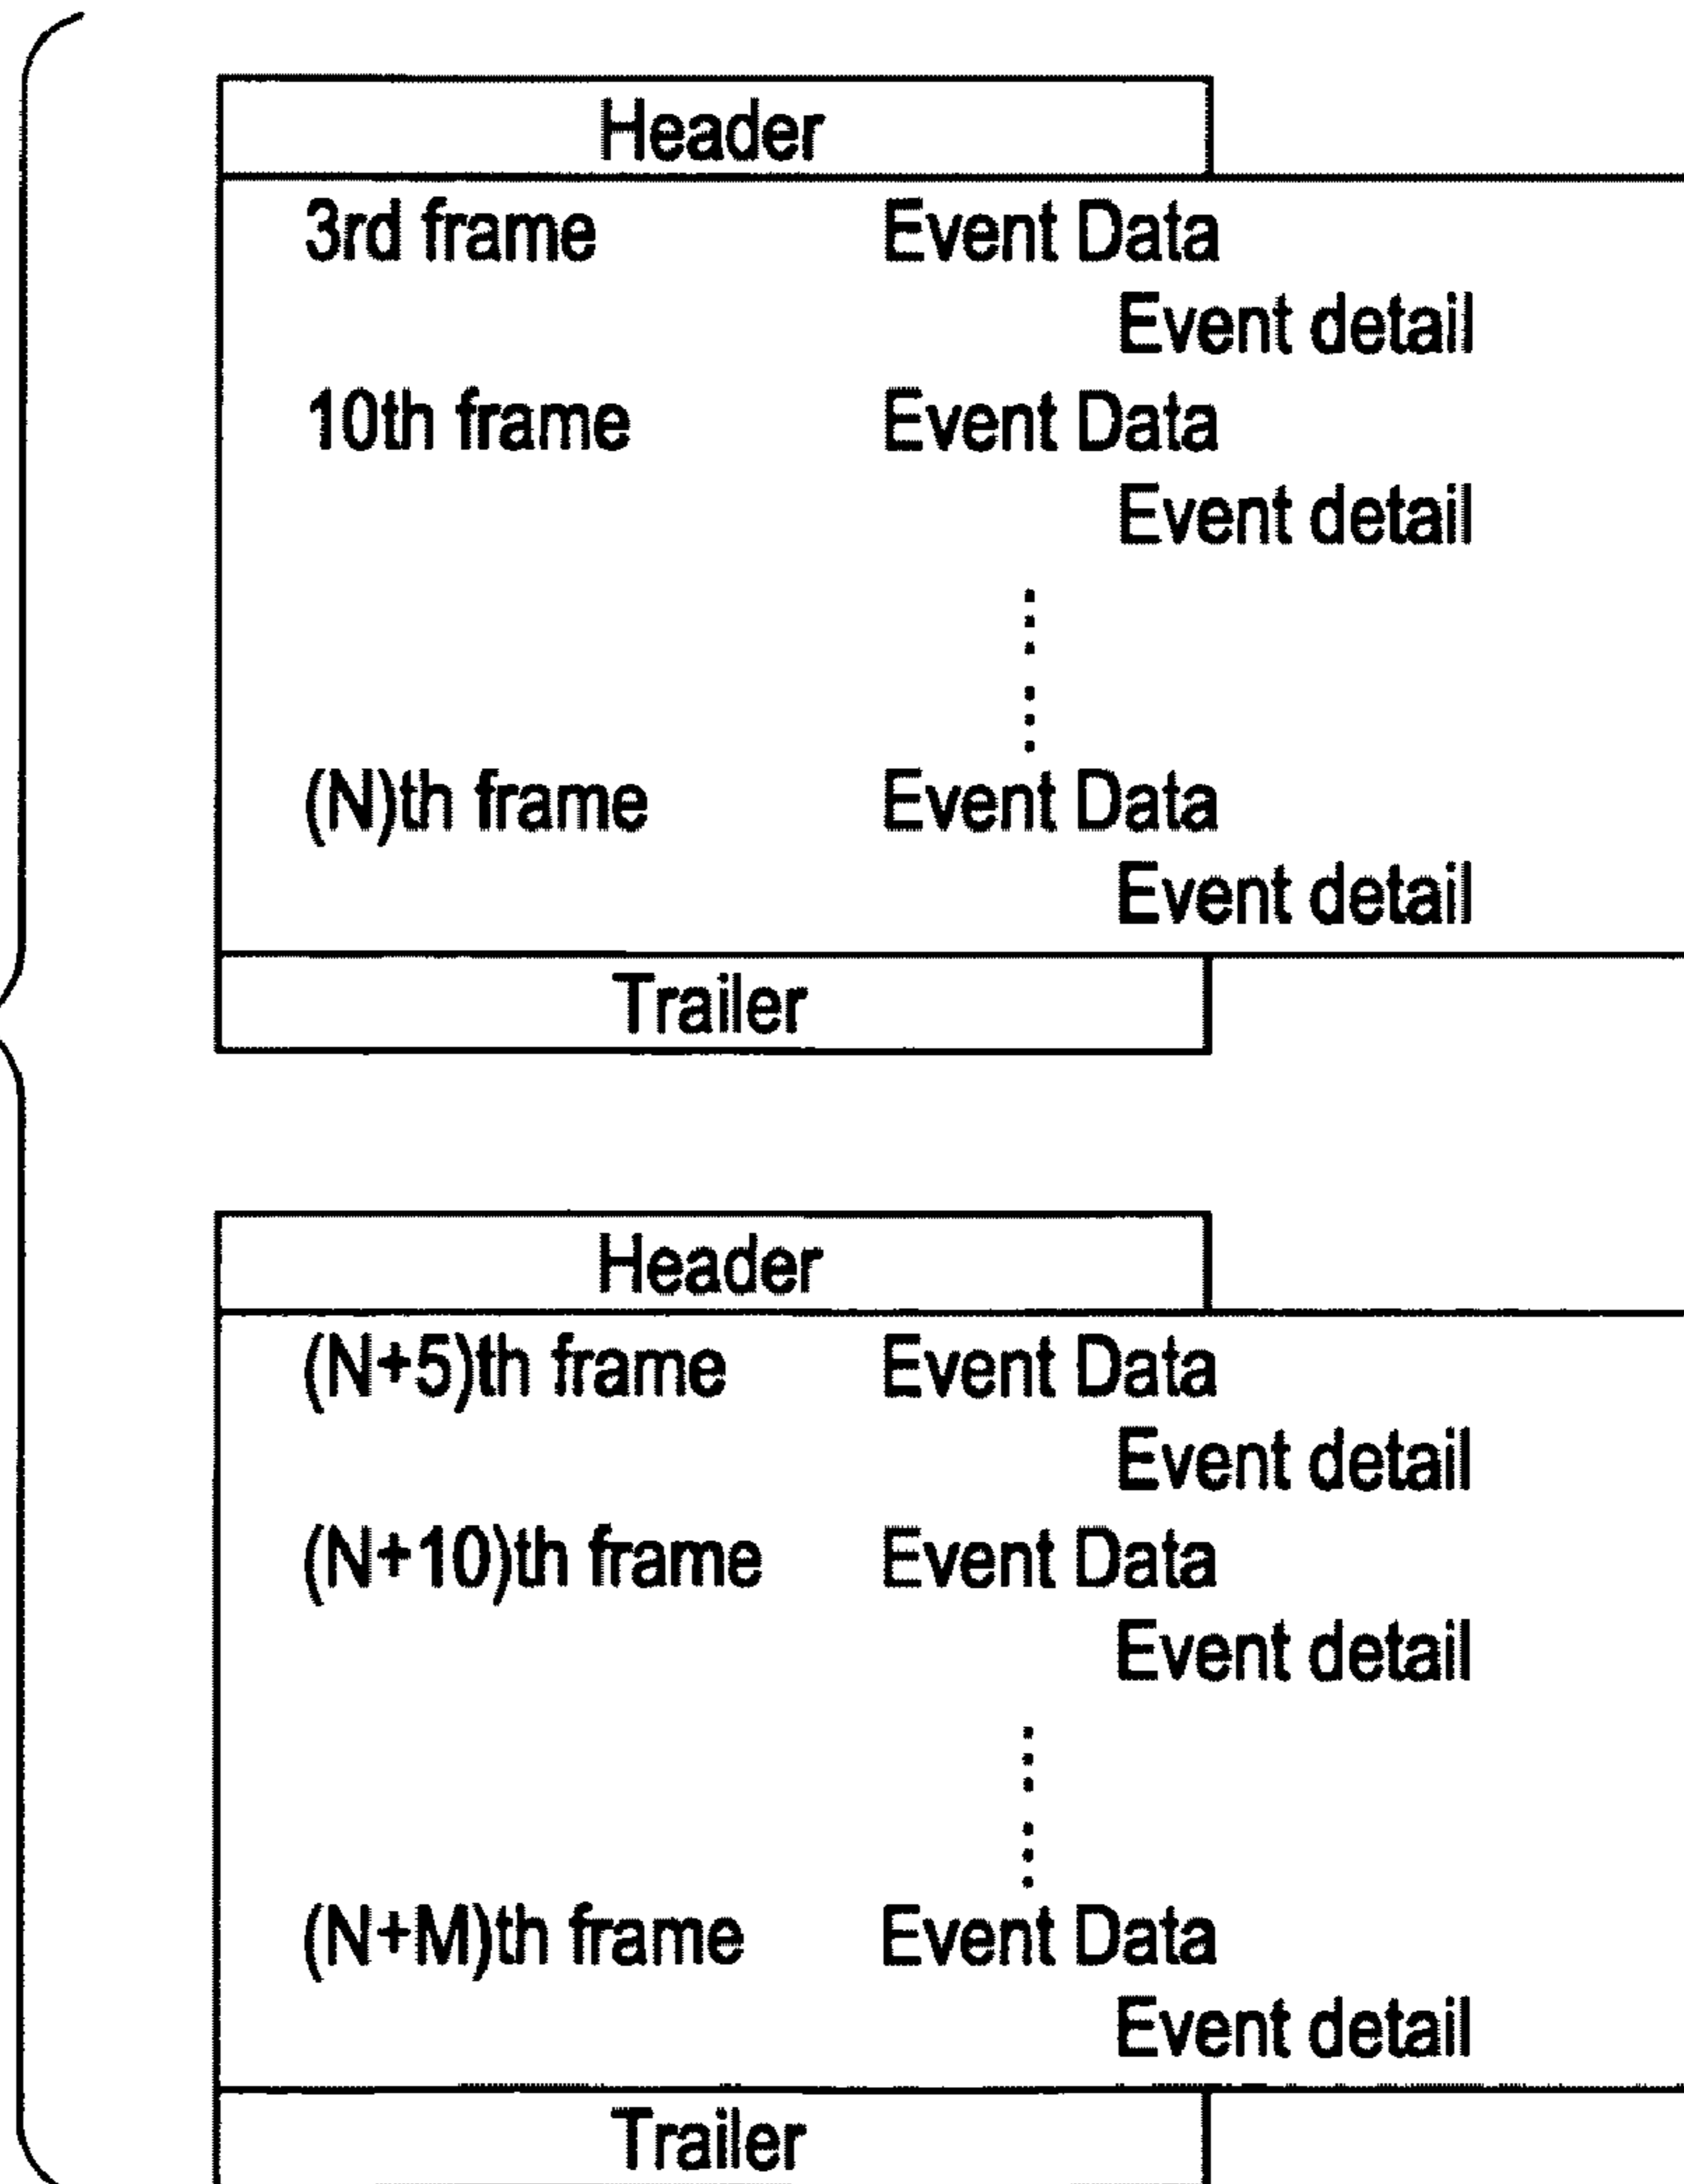 Header
3rd frame Event Data
Event detail
10th frame Event Data
Event detail
(N)th frame Event Data
Event detail
Trailer
Header
(N+5)th frame Event Data
Event detail
(N+10)th frame Event Data
Event detail
(N+M)th frame Event Data
Event detail
Trailer